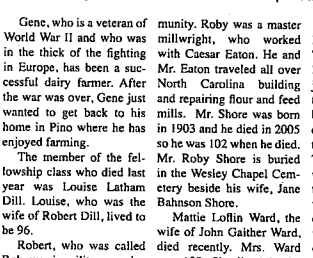 Gene, who is a veteran of
World War II and who was
in the thick of the fighting
in Europe, has been a suc-
cessful dairy farmer. After
the war was over, Gene just
wanted to get back to his
home in Pino where he has
enjoyed farming.
The member of the fel-
lowship class who died last
year was Louise Latham
Dill. Louise, who was the
wife of Robert Dill, lived to
be 96.
Robert, who was called
munity. Roby was a master
millwright, who worked
with Caesar Eaton. He and
Mr. Eaton traveled all over
North Carolina building
and repairing flour and feed
mills. Mr. Shore was born
in 1903 and he died in 2005
so he was 102 when he died.
Mr. Roby Shore is buried
in the Wesley Chapel Cem-
etery beside his wife, Jane
Bahnson Shore.
Mattie Loflin Ward, the
wife of John Gaither Ward,
died recently. Mrs. Ward